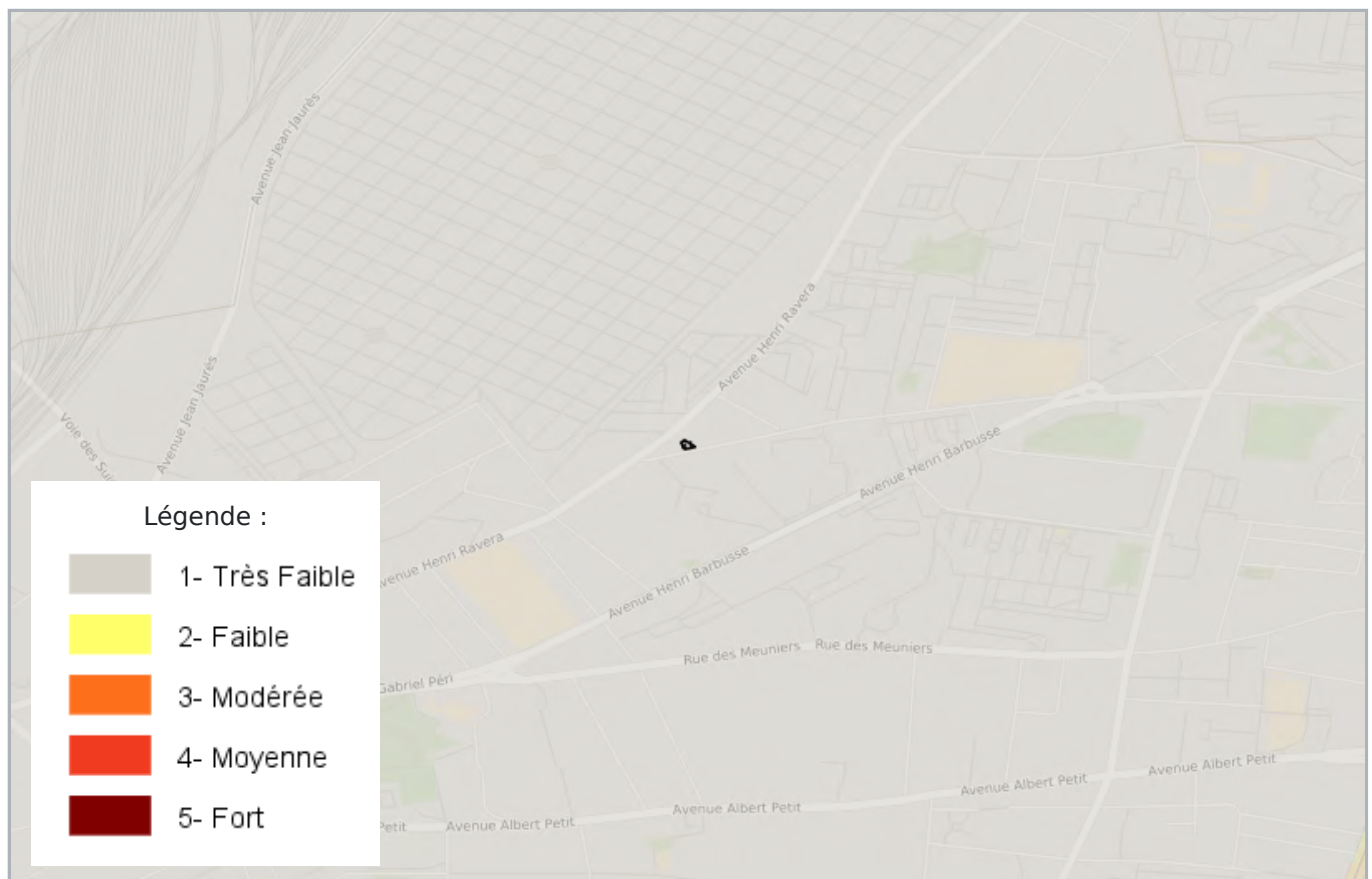 Avenue Jean Jaurès
Avenue Henri Ravera
Avenue Jean Jaurès
Voie des
Avenue Henri Barbusse
Légende :
1- Très Faible
2- Faible
3- Modérée
4- Moyenne
5- Fort
venue Henri Ravera
Avenue Henri Barbusse
Rue des Meuniers
Rue des Meuniers
Gabriel Péri
Avenue Albert Petit
Avenue Albert Petit
Avenue Albert Petit
Avenue Albert Petit
Petit